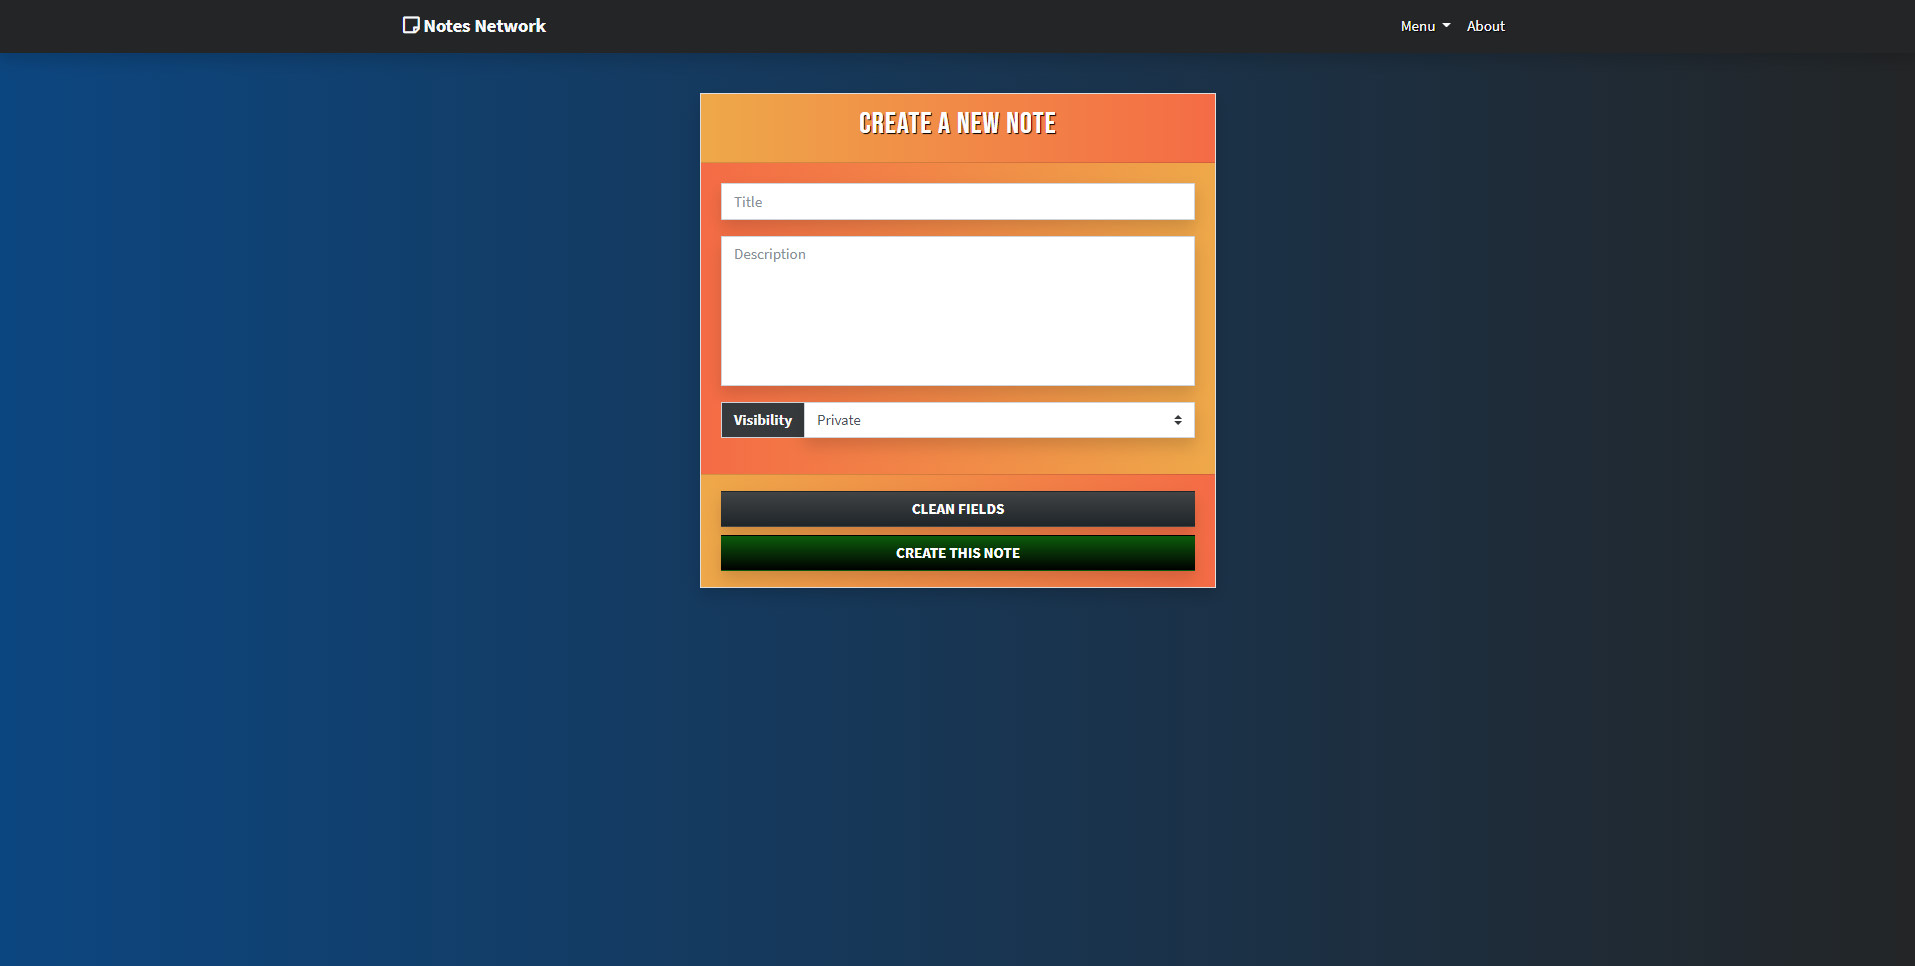 Notes Network
Menu About
CREATE A NEW NOTE
Title
Description
Visibility Private
CLEAN FIELDS
CREATE THIS NOTE